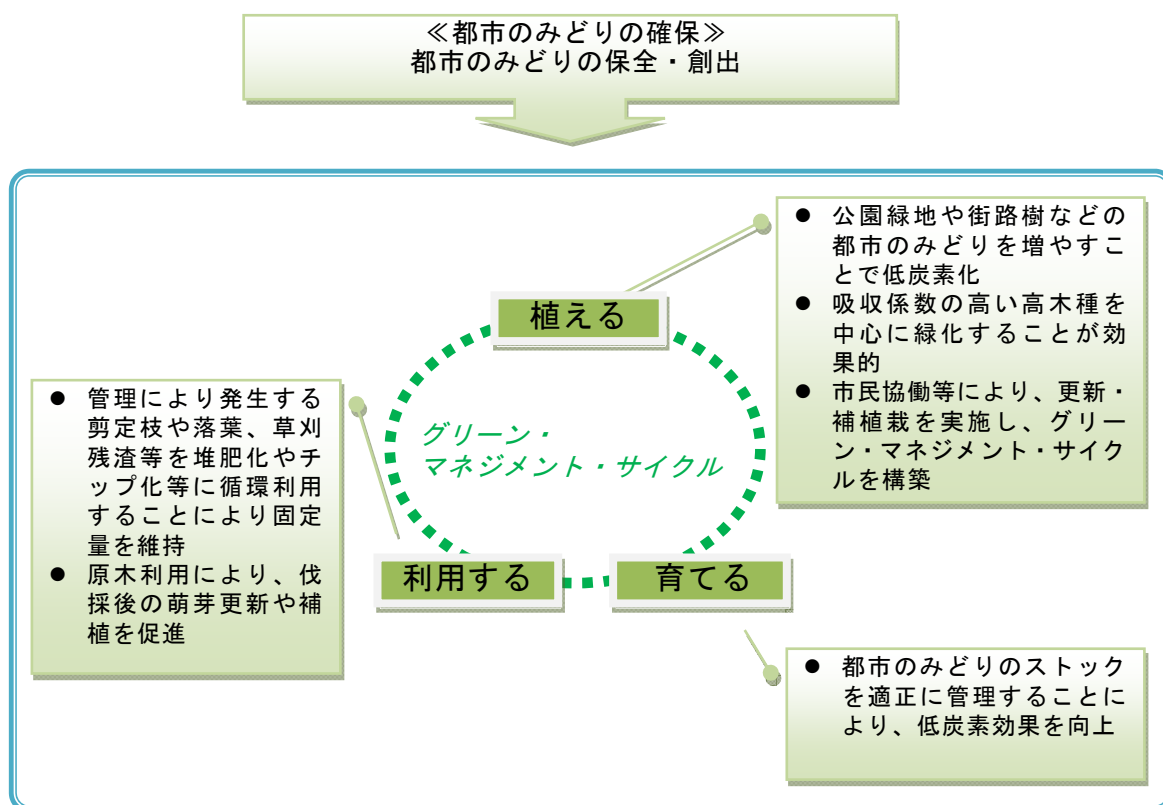 ≪都市のみどりの確保≫
都市のみどりの保全・創出
● 公園緑地や街路樹などの
都市のみどりを増やすこ
とで低炭素化
● 吸収係数の高い高木種を
中心に緑化することが効
果的
● 市民協働等により、更新・
補植栽を実施し、グリー
ン・マネジメント・サイク
ルを構築
植える
● 管理により発生する
剪定枝や落葉、草刈
残渣等を堆肥化やチ
ップ化等に循環利用
することにより固定
量を維持
● 原木利用により、伐
採後の萌芽更新や補
植を促進
グリーン・
マネジメント・サイクル
利用する
育てる
● 都市のみどりのストック
を適正に管理することに
より、低炭素効果を向上